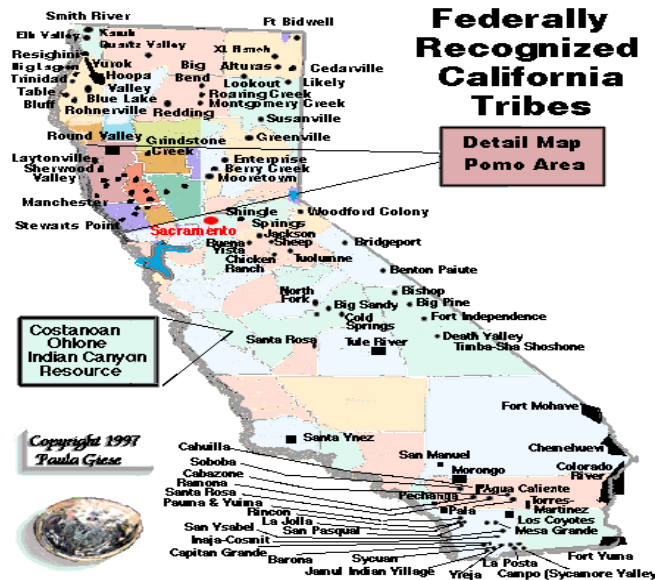 Federally
Recognized
California
Tribes
Smith River
Ft Bidwell
Elk Valley
Karuk
Quartz Valley
XL Ranch
Resighini
Yurok
Big Lag
Hoopa
Valley
Big
Bend
Alturas
Cedarville
Trinidad
Lookout
Likely
Table
Bluff
Blue Lake
Roaring Creek
Montgomery Creek
Rohnerville
Redding
Susanville
Round Valley
Grindstone
Creek
Greenville
Detail Map
Pomo Area
Laytonville
Sherwood
Valley
Enterprise
Berry Creek
Mooretown
Manchester
Stewarts Point
Sacramento
Shingle
Springs
Woodford Colony
Buena
Vista
Jackson
Sheep
Chicken
Ranch
Tuolumne
Bridgeport
Benton Paiute
North
Fork
Big Sandy
Cold
Springs
Bishop
Big Pine
Fort Independence
Costanoan
Ohlone
Indian Canyon
Resource
Santa Rosa
Tule River
Death Valley
Timba-Sha Shoshone
Fort Mohave
Copyright 1997
Paula Giese
Santa Ynez
Chemehuevi
Cahuilla
San Manuel
Soboba
Morongo
Colorado
River
Cabazone
Ramona
Agua Caliente
Santa Rosa
Pechanga
Torres-
Martinez
Pauma & Yuima
Pala
Rincon
Los Coyotes
La Jolla
San Ysabel
San Pasqual
Mesa Grande
Inaja-Cosmit
Capitan Grande
Sycuan
Fort Yuma
Barona
La Posta
Jamul Indian Village
Campo (Sycamore Valley